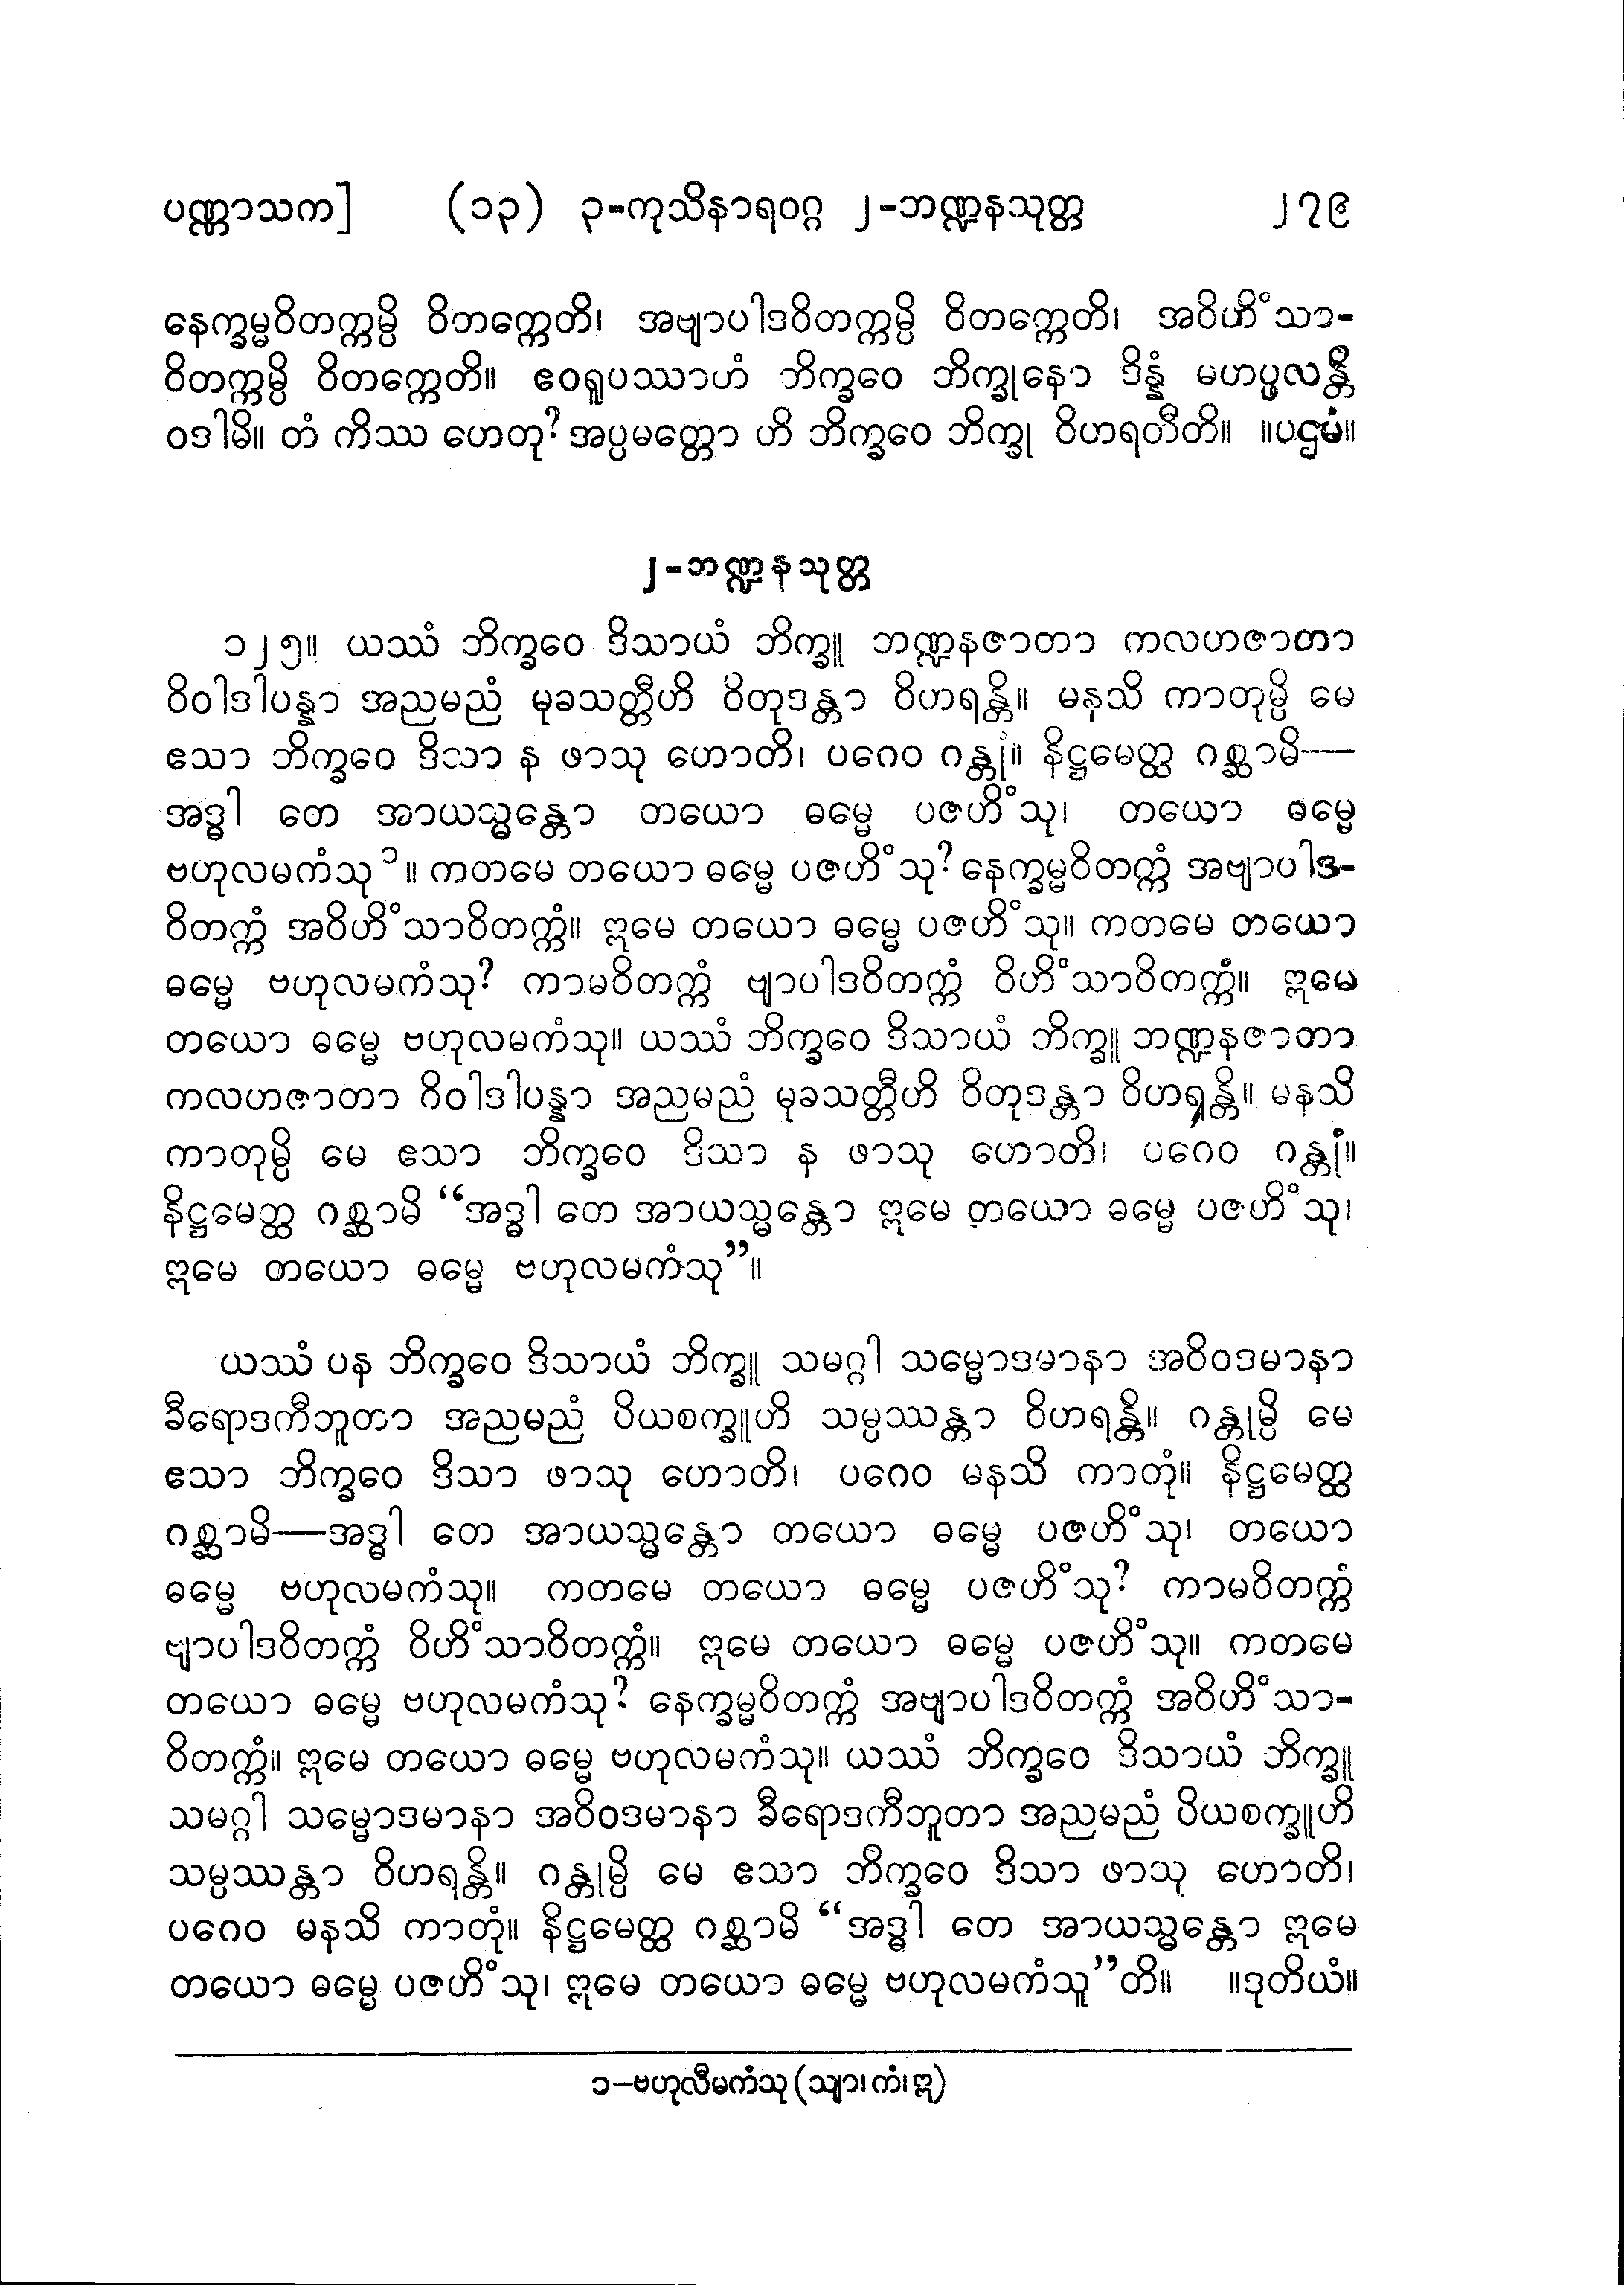 ပဏ္ဏာသက] (၁၃) ၃-ကုသိနာရဝဂ္ဂ ၂-ဘဏ္ဍနသုတ္တ ၂၇၉
နေက္ခမ္မဝိတက္ကမ္ပိ ဝိတက္ကေတိ၊ အဗျာပါဒဝိတက္ကမ္ပိ ဝိတက္ကေတိ၊ အဝိဟိံသာ-
ဝိတက္ကမ္ပိ ဝိတက္ကေတိ။ ဧဝရူပဿာဟံ ဘိက္ခဝေ ဘိက္ခုနော ဒိန္နံ မဟပ္ဖလန္တိ
ဝဒါမိ။ တံ ကိဿ ဟေတု? အပ္ပမတ္တော ဟိ ဘိက္ခဝေ ဘိက္ခု ဝိဟရတီတိ။ ။ပဌမံ။
၂-ဘဏ္ဍနသုတ္တ
၁၂၅။ ယဿံ ဘိက္ခဝေ ဒိသာယံ ဘိက္ခူ ဘဏ္ဍနဇာတာ ကလဟဇာတာ
ဝိဝါဒါပန္နာ အညမညံ မုခသတ္တီဟိ ဝိတုဒန္တာ ဝိဟရန္တိ။ မနသိ ကာတုမ္ပိ မေ
ဧသာ ဘိက္ခဝေ ဒိသာ န ဖာသု ဟောတိ၊ ပဂေဝ ဂန္တုံ။ နိဋ္ဌမေတ္ထ ဂစ္ဆာမိ—
အဒ္ဓါ တေ အာယသ္မန္တော တယော ဓမ္မေ ပဇဟိံသု၊ တယော ဓမ္မေ
ဗဟုလမကံသု ၁။ ကတမေ တယော ဓမ္မေ ပဇဟိံသု? နေက္ခမ္မဝိတက္ကံ အဗျာပါဒ-
ဝိတက္ကံ အဝိဟိံသာဝိတက္ကံ။ ဣမေ တယော ဓမ္မေ ပဇဟိံသု။ ကတမေ တယော
ဓမ္မေ ဗဟုလမကံသု? ကာမဝိတက္ကံ ဗျာပါဒဝိတက္ကံ ဝိဟိံသာဝိတက္ကံ။ ဣမေ
တယော ဓမ္မေ ဗဟုလမကံသု။ ယဿံ ဘိက္ခဝေ ဒိသာယံ ဘိက္ခူ ဘဏ္ဍနဇာတာ
ကလဟဇာတာ ဝိဝါဒါပန္နာ အညမညံ မုခသတ္တီဟိ ဝိတုဒန္တာ ဝိဟရန္တိ။ မနသိ
ကာတုမ္ပိ မေ ဧသာ ဘိက္ခဝေ ဒိသာ န ဖာသု ဟောတိ၊ ပဂေဝ ဂန္တုံ။
နိဋ္ဌမေတ္ထ ဂစ္ဆာမိ “အဒ္ဓါ တေ အာယသ္မန္တော ဣမေ တယော ဓမ္မေ ပဇဟိံသု၊
ဣမေ တယော ဓမ္မေ ဗဟုလမကံသု”။
ယဿံ ပန ဘိက္ခဝေ ဒိသာယံ ဘိက္ခူ သမဂ္ဂါ သမ္မောဒမာနာ အဝိဝဒမာနာ
ခီရောဒကီဘူတာ အညမညံ ပိယစက္ခူဟိ သမ္ပဿန္တာ ဝိဟရန္တိ။ ဂန္တုမ္ပိ မေ
ဧသာ ဘိက္ခဝေ ဒိသာ ဖာသု ဟောတိ၊ ပဂေဝ မနသိ ကာတုံ။ နိဋ္ဌမေတ္ထ
ဂစ္ဆာမိ—အဒ္ဓါ တေ အာယသ္မန္တော တယော ဓမ္မေ ပဇဟိံသု၊ တယော
ဓမ္မေ ဗဟုလမကံသု။ ကတမေ တယော ဓမ္မေ ပဇဟိံသု? ကာမဝိတက္ကံ
ဗျာပါဒဝိတက္ကံ ဝိဟိံသာဝိတက္ကံ။ ဣမေ တယော ဓမ္မေ ပဇဟိံသု။ ကတမေ
တယော ဓမ္မေ ဗဟုလမကံသု? နေက္ခမ္မဝိတက္ကံ အဗျာပါဒဝိတက္ကံ အဝိဟိံသာ-
ဝိတက္ကံ။ ဣမေ တယော ဓမ္မေ ဗဟုလမကံသု။ ယဿံ ဘိက္ခဝေ ဒိသာယံ ဘိက္ခူ
သမဂ္ဂါ သမ္မောဒမာနာ အဝိဝဒမာနာ ခီရောဒကီဘူတာ အညမညံ ပိယစက္ခူဟိ
သမ္ပဿန္တာ ဝိဟရန္တိ။ ဂန္တုမ္ပိ မေ ဧသာ ဘိက္ခဝေ ဒိသာ ဖာသု ဟောတိ၊
ပဂေဝ မနသိ ကာတုံ။ နိဋ္ဌမေတ္ထ ဂစ္ဆာမိ “အဒ္ဓါ တေ အာယသ္မန္တော ဣမေ
တယော ဓမ္မေ ပဇဟိံသု၊ ဣမေ တယော ဓမ္မေ ဗဟုလမကံသူ”တိ။ ။ဒုတိယံ။
၁—ဗဟုလီမကံသု (သျာ၊ ကံ၊ ဣ)